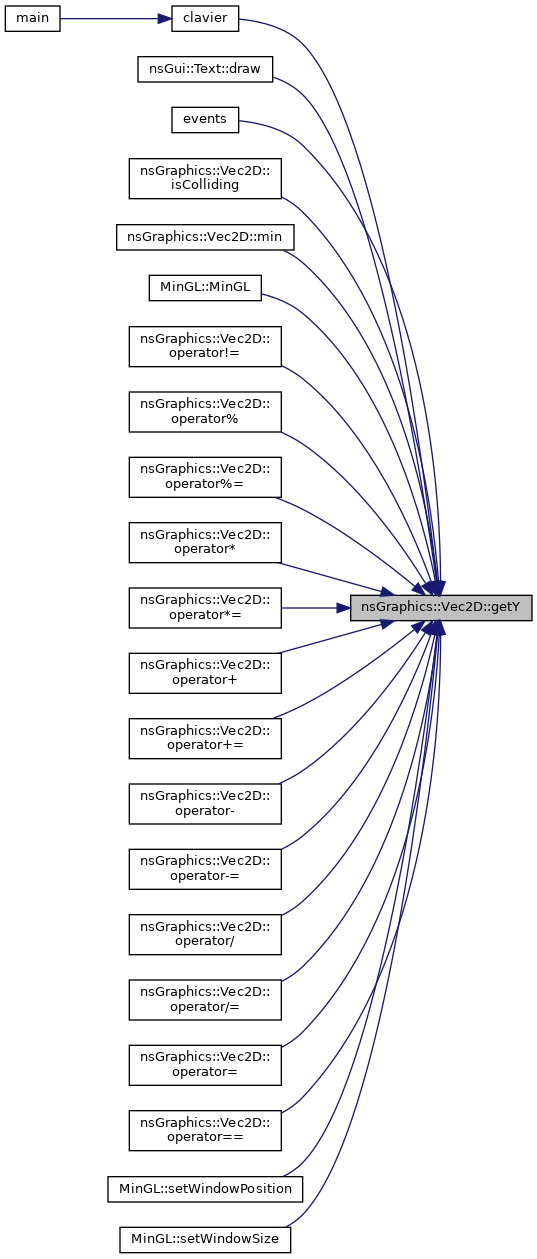 main
clavier
nsGui::Text::draw
events
nsGraphics::Vec2D::
isColliding
nsGraphics::Vec2D::min
MinGL::MinGL
nsGraphics::Vec2D::
operator!=
nsGraphics::Vec2D::
operator%
nsGraphics::Vec2D::
operator%=
nsGraphics::Vec2D::
operator*
nsGraphics::Vec2D::getY
nsGraphics::Vec2D::
operator*=
nsGraphics::Vec2D::
operator+
nsGraphics::Vec2D::
operator+=
nsGraphics::Vec2D::
operator-
nsGraphics::Vec2D::
operator-=
nsGraphics::Vec2D::
operator/
nsGraphics::Vec2D::
operator/=
nsGraphics::Vec2D::
operator=
nsGraphics::Vec2D::
operator==
MinGL::setWindowPosition
MinGL::setWindowSize